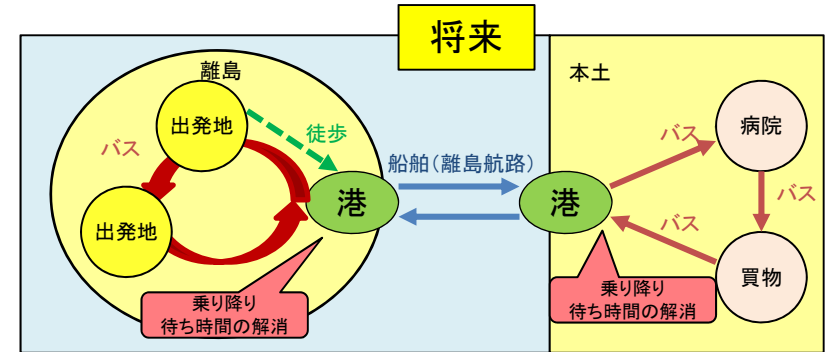 将来
離島
本土
出発地
徒歩
バス
船舶(離島航路)
バス
病院
港
港
バス
出発地
バス
買物
乗り降り
待ち時間の解消
乗り降り
待ち時間の解消